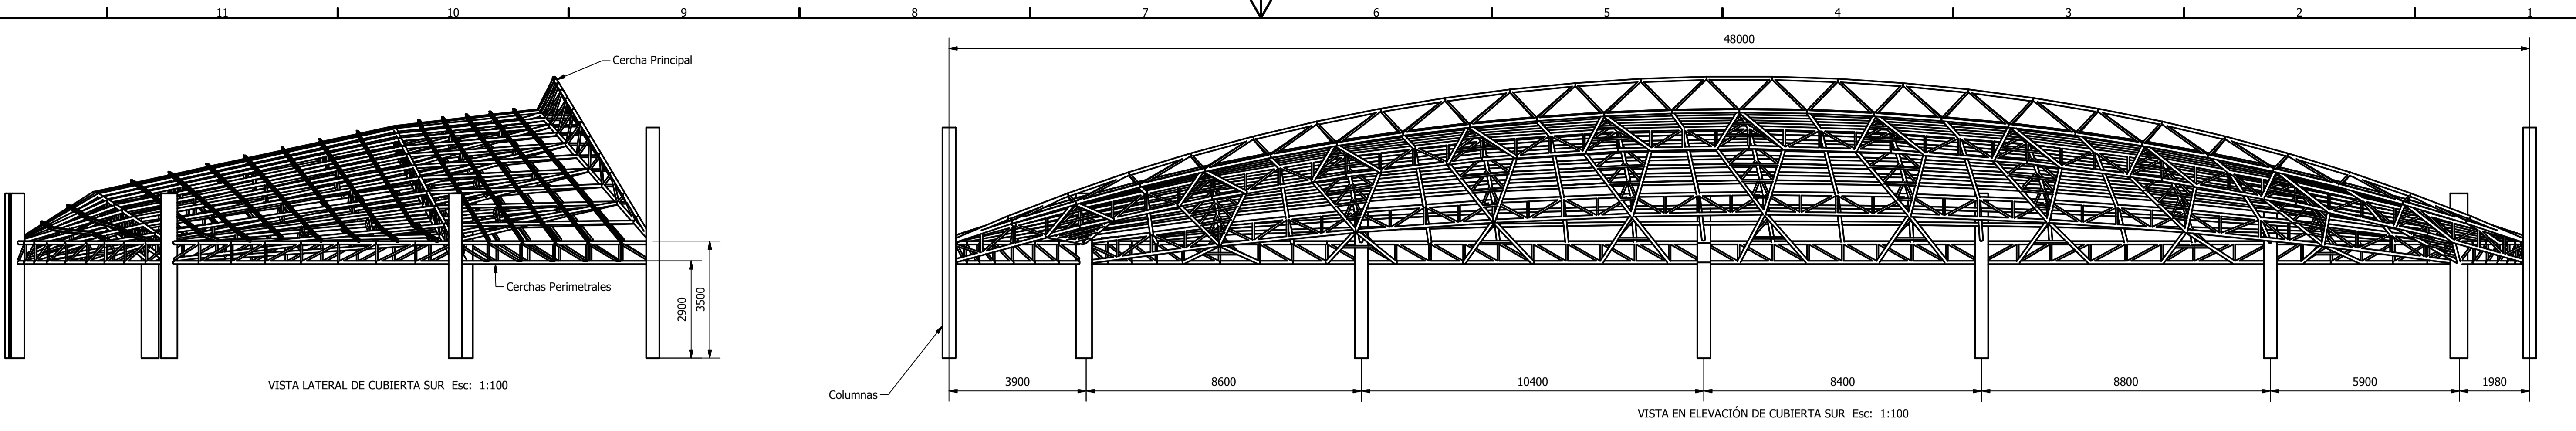 11 10 9 8 7 6 5 4 3 2 1
48000
Cercha Principal
Cerchas Perimetrales
2900
3500
VISTA LATERAL DE CUBIERTA SUR Esc: 1:100
Columnas
3900 8600 10400 8400 8800 5900 1980
VISTA EN ELEVACIÓN DE CUBIERTA SUR Esc: 1:100